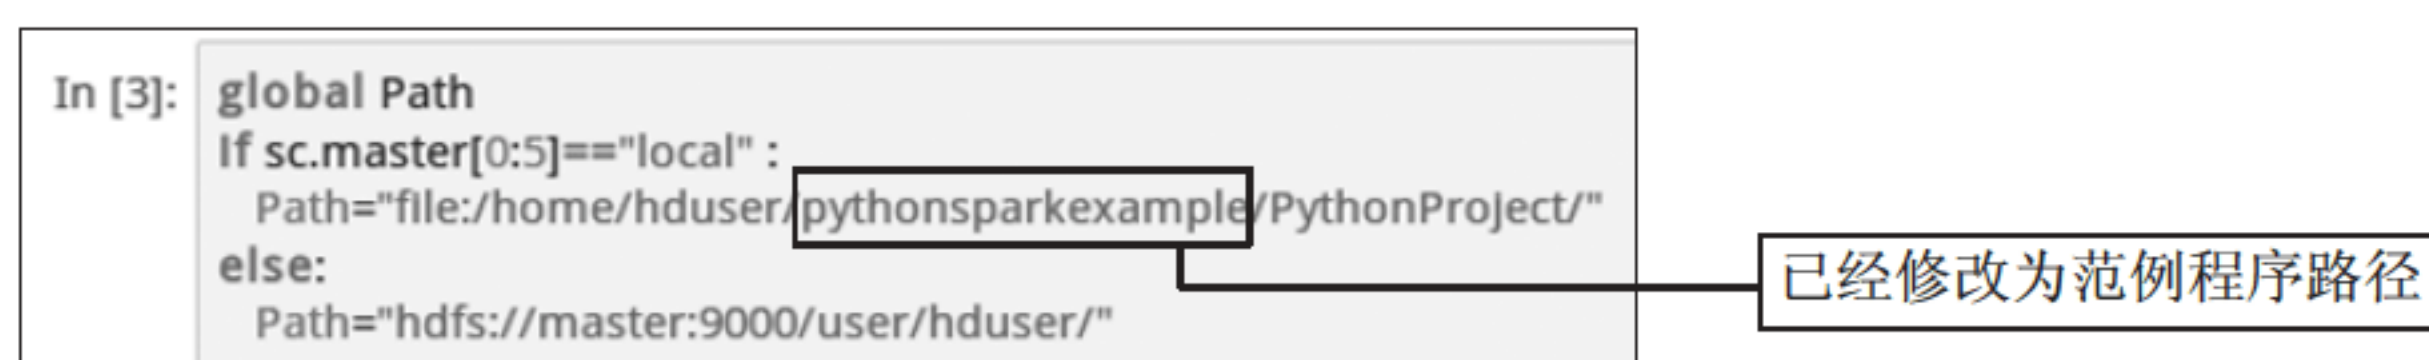 In [3]:
global Path
If sc.master[0:5]=="local" :
Path="file:/home/hduser/pythonsparkexample/PythonProject/"
else:
Path="hdfs://master:9000/user/hduser/"
已经修改为范例程序路径